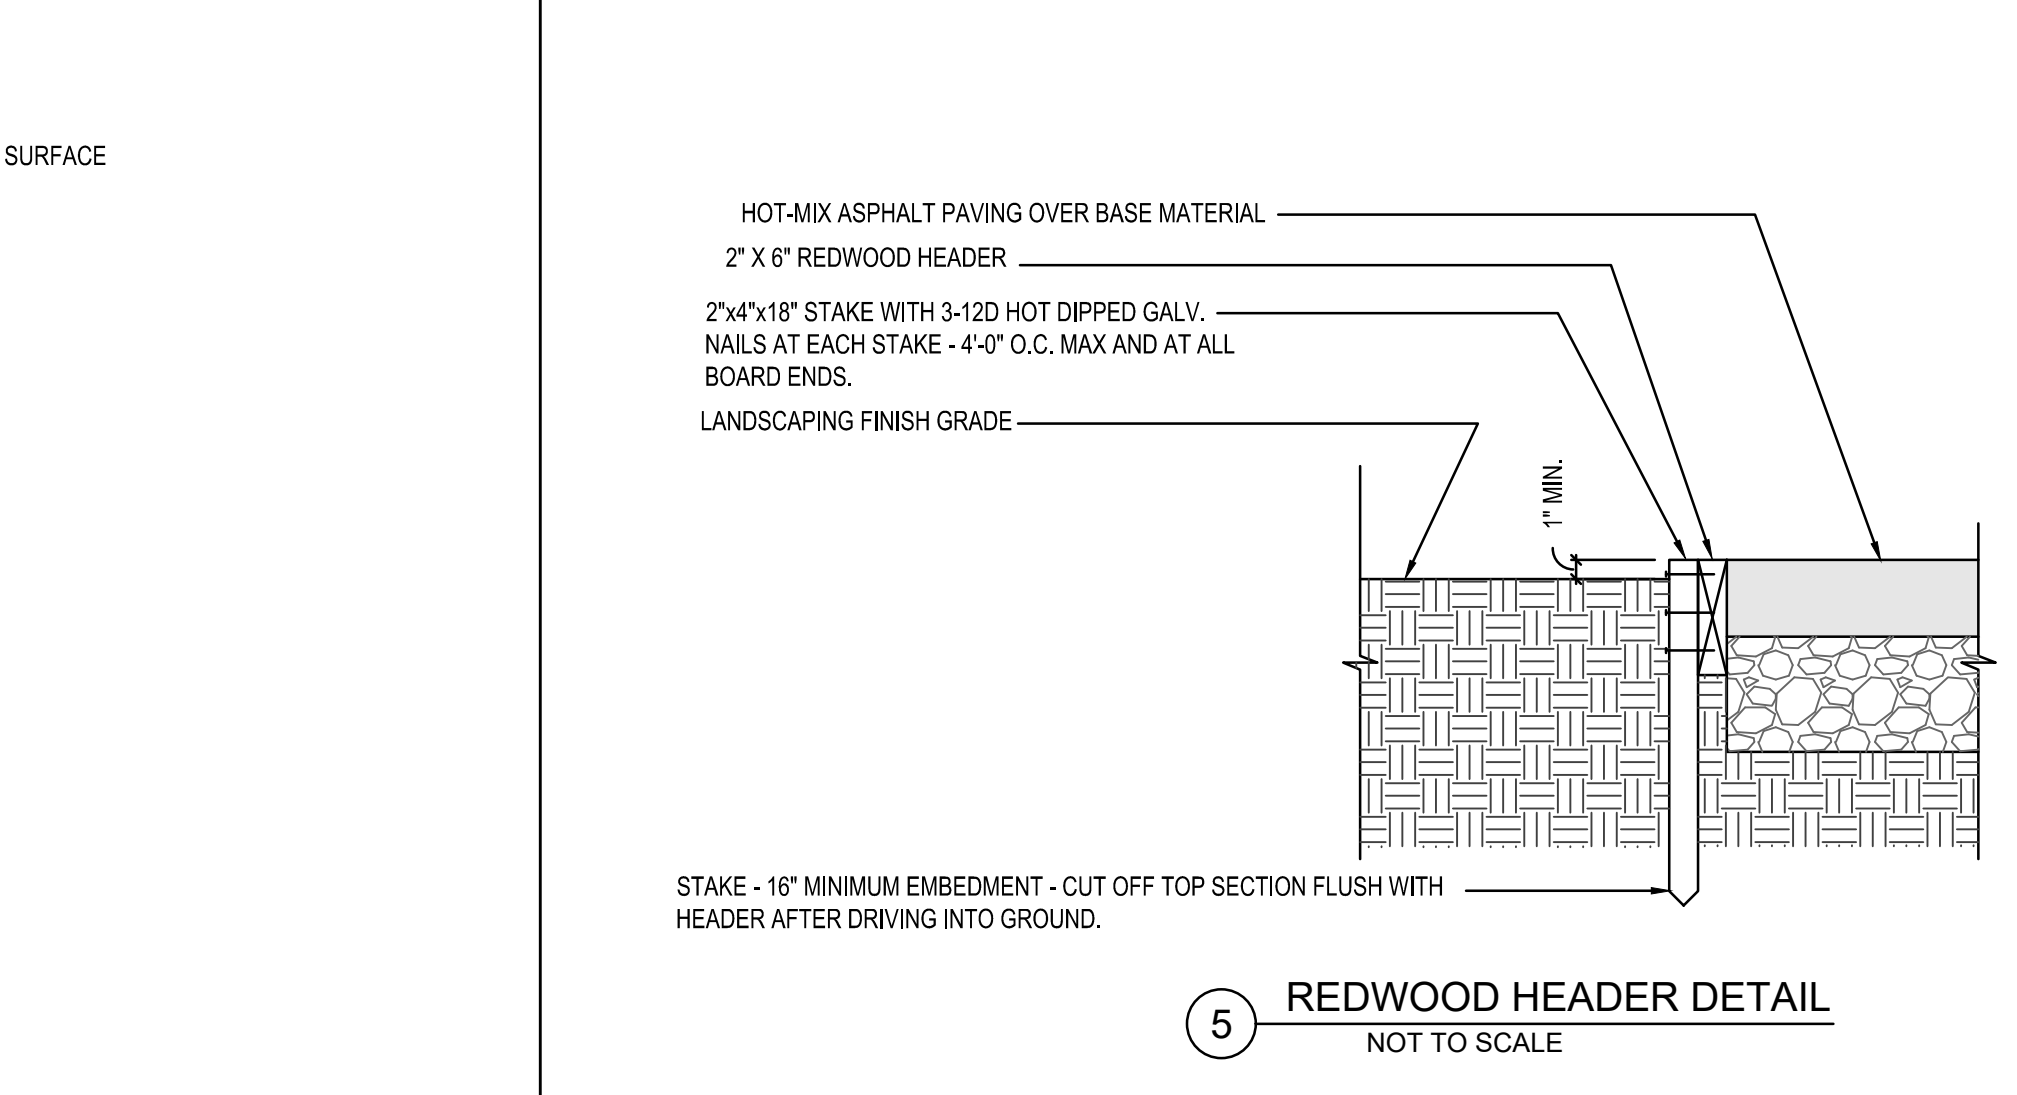 SURFACE
HOT-MIX ASPHALT PAVING OVER BASE MATERIAL
2" X 6" REDWOOD HEADER
2"x4"x18" STAKE WITH 3-12D HOT DIPPED GALV.
NAILS AT EACH STAKE - 4'-0" O.C. MAX AND AT ALL
BOARD ENDS.
LANDSCAPING FINISH GRADE
1" MIN.
STAKE - 16" MINIMUM EMBEDMENT - CUT OFF TOP SECTION FLUSH WITH
HEADER AFTER DRIVING INTO GROUND.
5
REDWOOD HEADER DETAIL
NOT TO SCALE